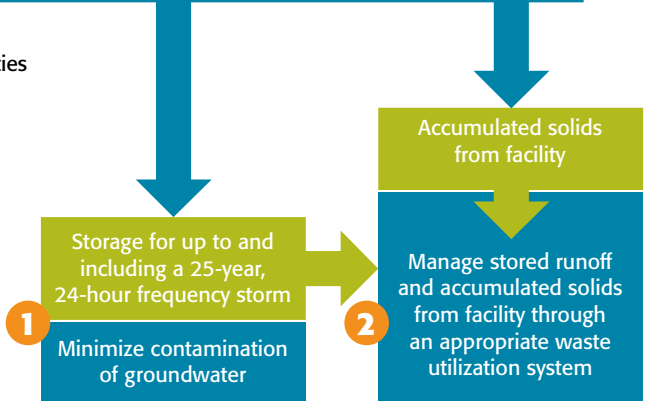 Accumulated solids
from facility
Storage for up to and
including a 25-year,
24-hour frequency storm
1
Minimize contamination
of groundwater
2
Manage stored runoff
and accumulated solids
from facility through
an appropriate waste
utilization system